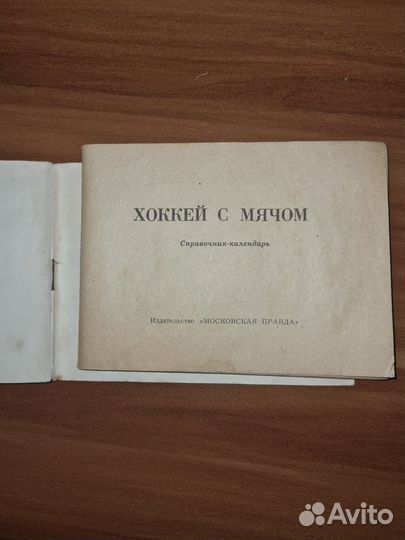 ХОККЕЙ С МЯЧОМ
Справочник-календарь
Издательство «МОСКОВСКАЯ ПРАВДА»
Avito